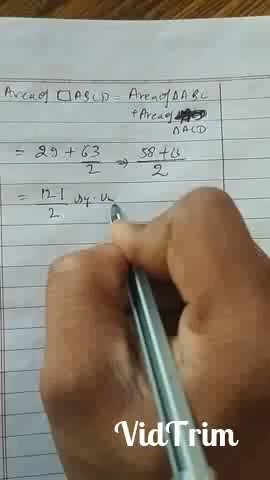 Area of □ABCD = Area of ΔABC
+ Area of
ΔACD
= 29 + 63/2 ⇒ 58 + 63/2
= 121/2 sq. un
VidTrim